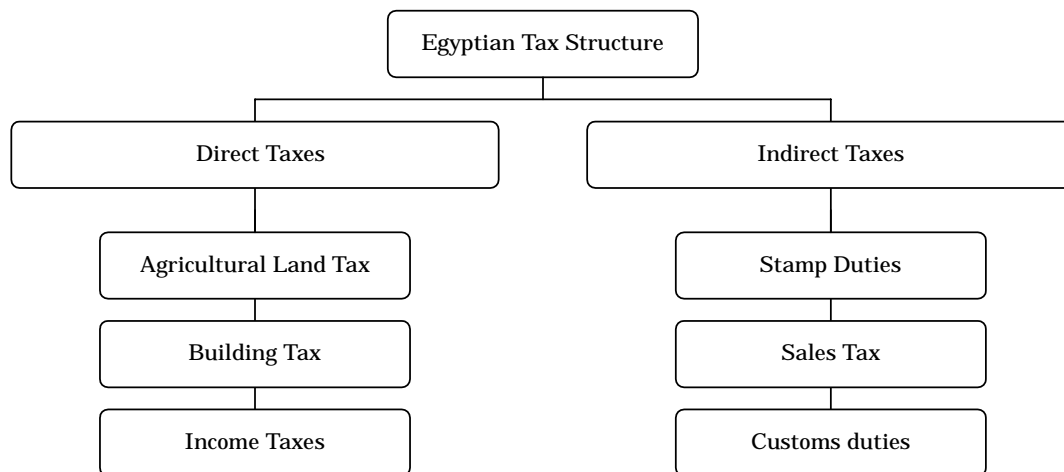 Egyptian Tax Structure
Direct Taxes
Indirect Taxes
Agricultural Land Tax
Stamp Duties
Building Tax
Sales Tax
Income Taxes
Customs duties